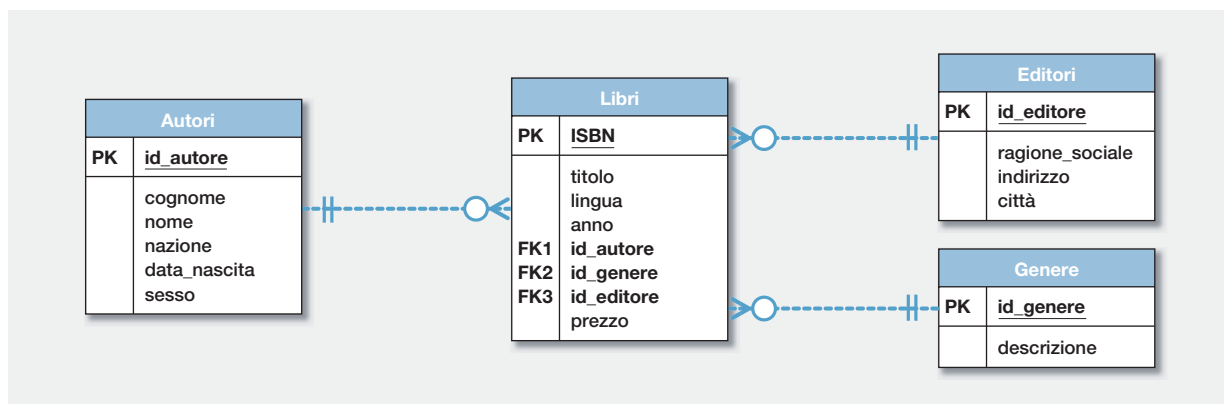 Autori
PK id_autore
cognome
nome
nazione
data_nascita
sesso
Libri
PK ISBN
titolo
lingua
anno
FK1 id_autore
FK2 id_genere
FK3 id_editore
prezzo
Editori
PK id_editore
ragione_sociale
indirizzo
città
Genere
PK id_genere
descrizione